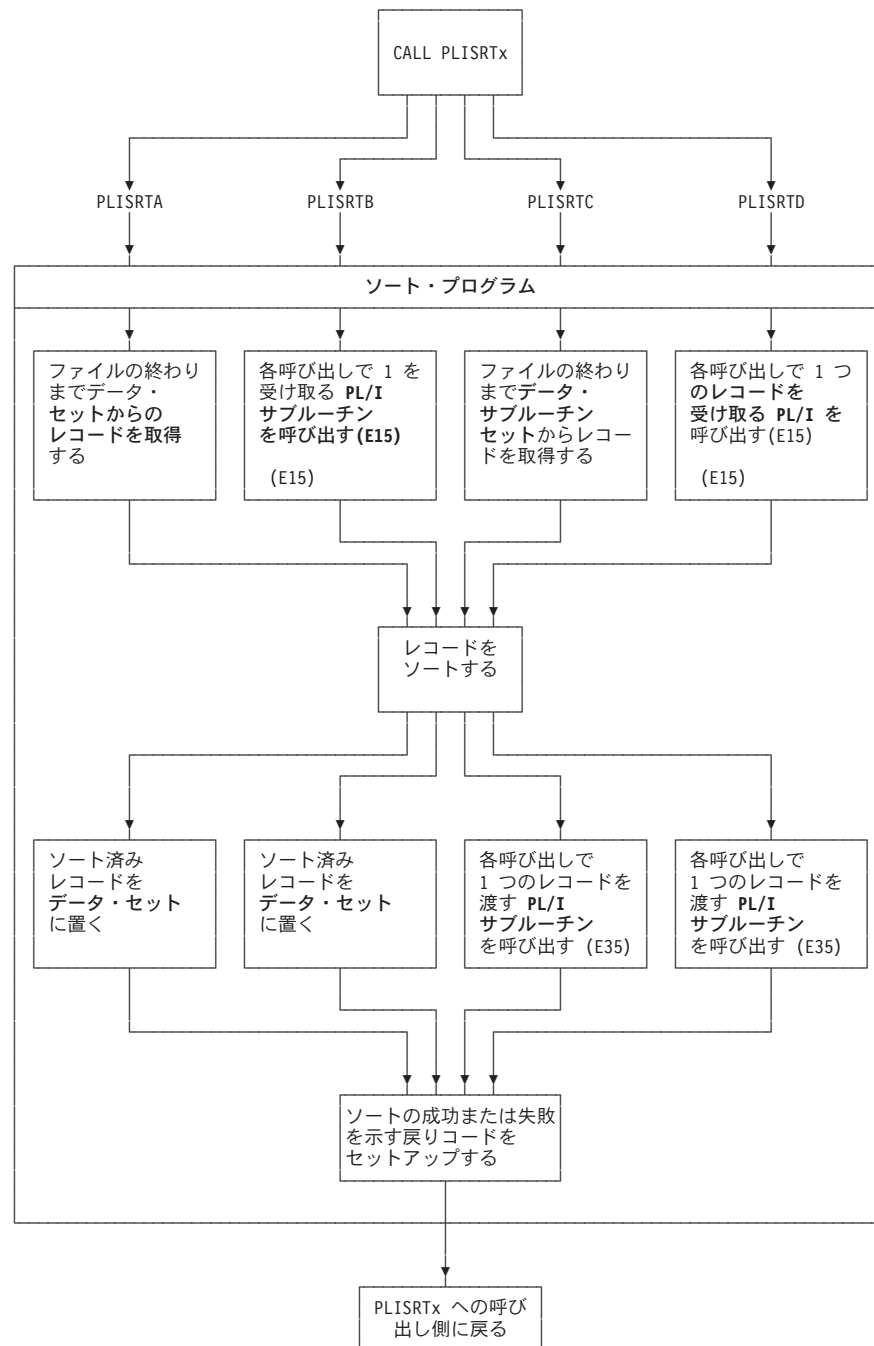 CALL PLISRTx
PLISRTA
PLISRTB
PLISRTC
PLISRTD
ソート・プログラム
ファイルの終わり
までデータ・
セットからの
レコードを取得
する
各呼び出しで 1 を
受け取る PL/I
サブルーチン
を呼び出す(E15)
(E15)
ファイルの終わり
までデータ・
サブルーチン
セットからレコー
ドを取得する
各呼び出しで 1 つ
のレコードを
受け取る PL/I を
呼び出す(E15)
(E15)
レコードを
ソートする
ソート済み
レコードを
データ・セット
に置く
ソート済み
レコードを
データ・セット
に置く
各呼び出しで
1 つのレコードを
渡す PL/I
サブルーチン
を呼び出す (E35)
各呼び出しで
1 つのレコードを
渡す PL/I
サブルーチン
を呼び出す (E35)
ソートの成功または失敗
を示す戻りコードを
セットアップする
PLISRTx への呼び
出し側に戻る